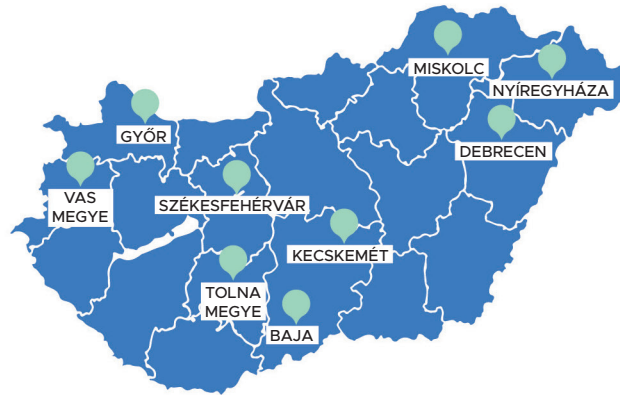 MISKOLC
NYÍREGYHÁZA
GYŐR
DEBRECEN
VAS
MEGYE
SZÉKESFEHÉRVÁR
KECSKEMÉT
TOLNA
MEGYE
BAJA